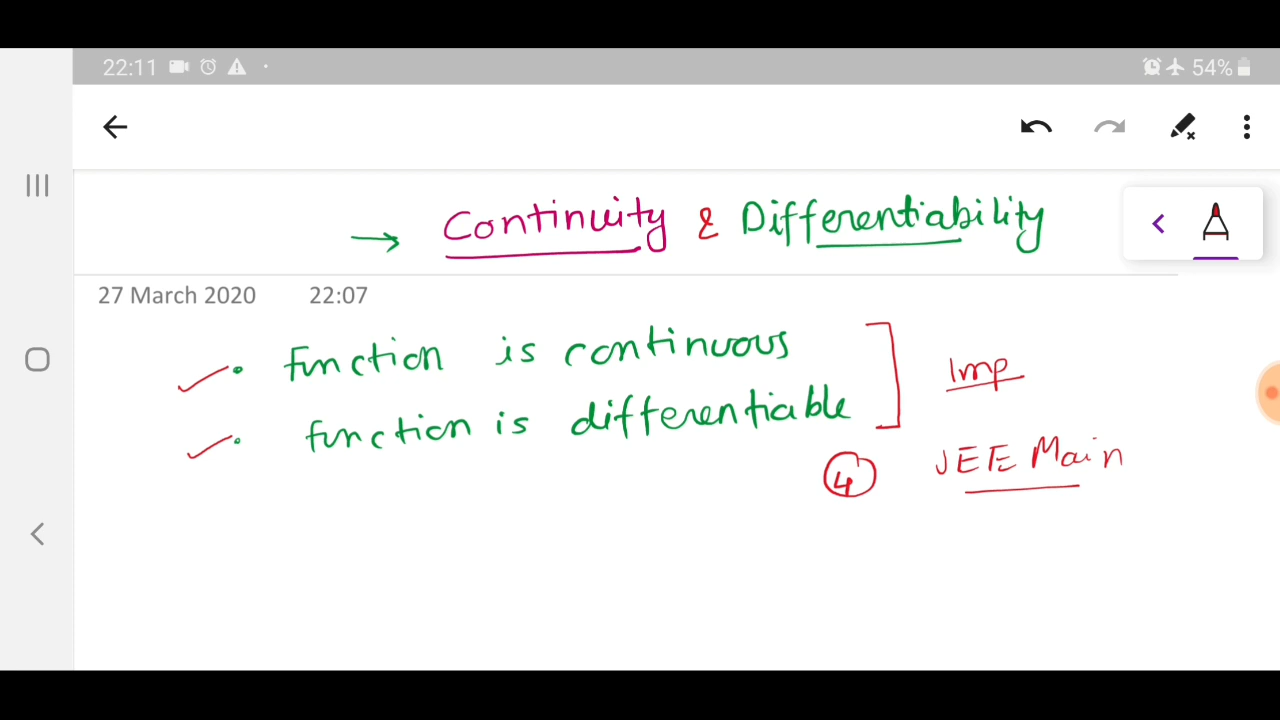 22:11 54%
→ Continuity & Differentiability
27 March 2020 22:07
• function is continuous
• function is differentiable
Imp
4 JEE Main